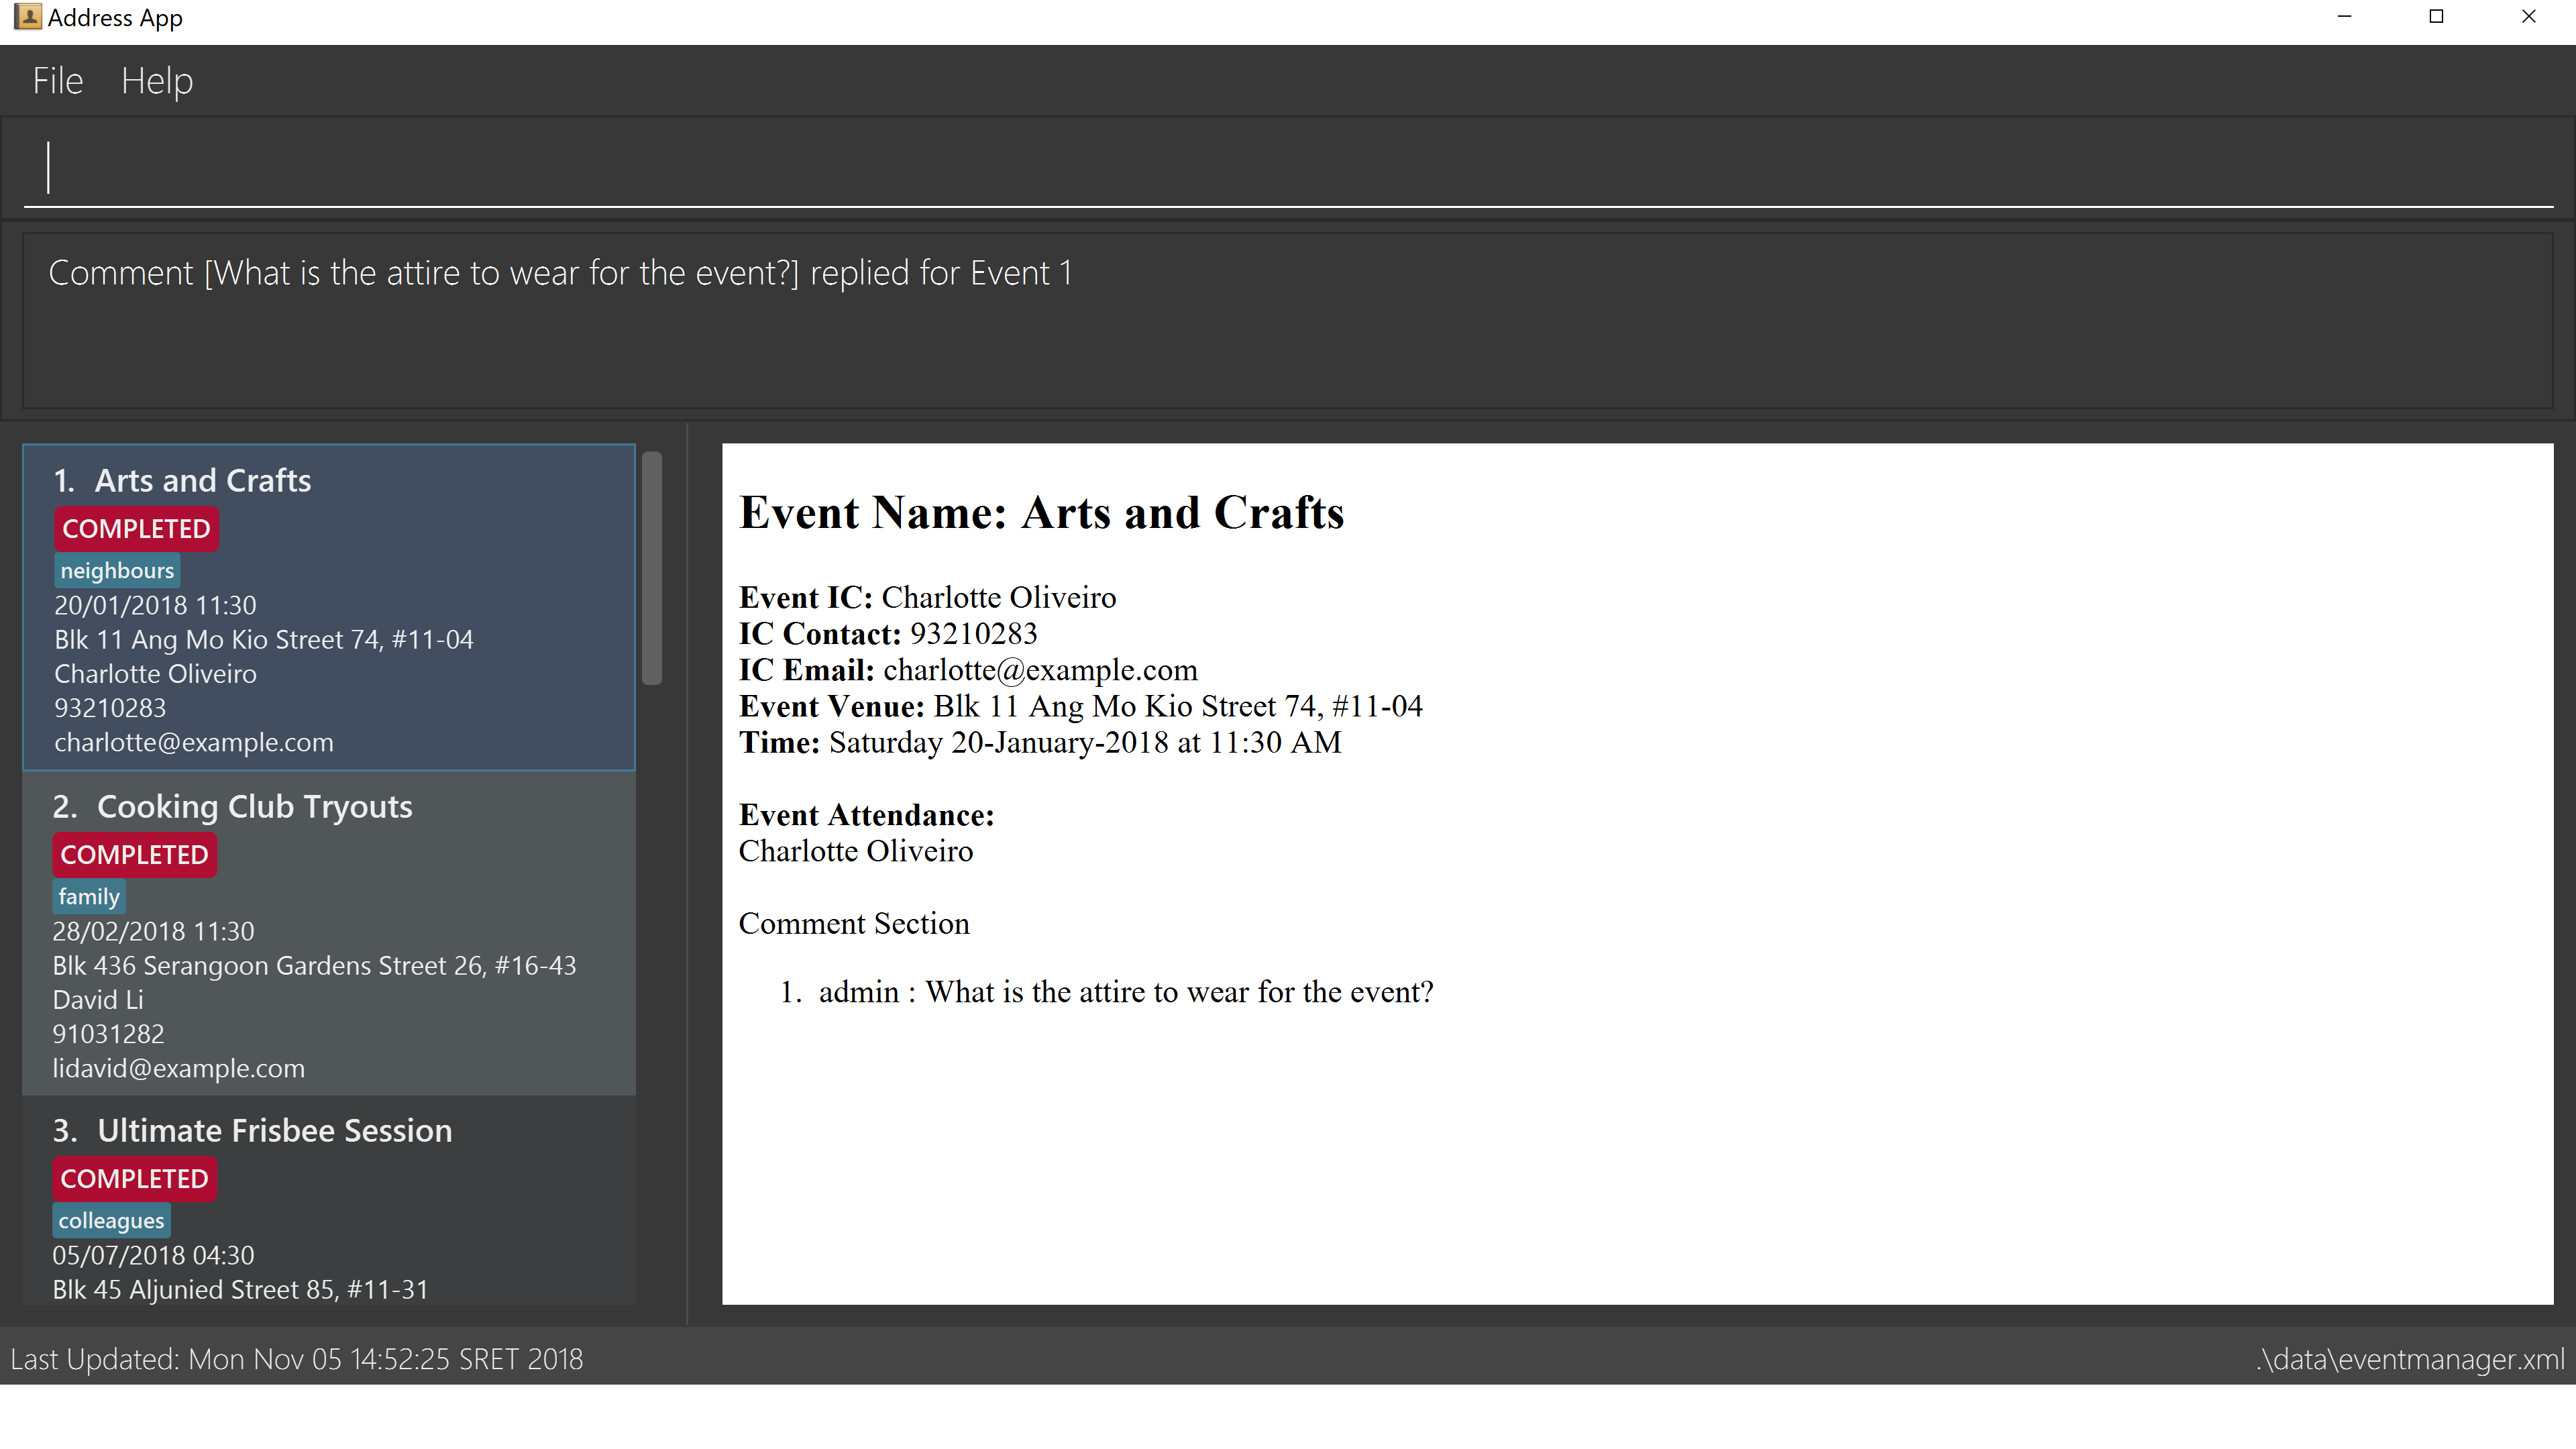 Address App
File Help
Comment [What is the attire to wear for the event?] replied for Event 1
1. Arts and Crafts
COMPLETED
neighbours
20/01/2018 11:30
Blk 11 Ang Mo Kio Street 74, #11-04
Charlotte Oliveiro
93210283
charlotte@example.com
2. Cooking Club Tryouts
COMPLETED
family
28/02/2018 11:30
Blk 436 Serangoon Gardens Street 26, #16-43
David Li
91031282
lidavid@example.com
3. Ultimate Frisbee Session
COMPLETED
colleagues
05/07/2018 04:30
Blk 45 Aljunied Street 85, #11-31
Event Name: Arts and Crafts
Event IC: Charlotte Oliveiro
IC Contact: 93210283
IC Email: charlotte@example.com
Event Venue: Blk 11 Ang Mo Kio Street 74, #11-04
Time: Saturday 20-January-2018 at 11:30 AM
Event Attendance:
Charlotte Oliveiro
Comment Section
1. admin : What is the attire to wear for the event?
Last Updated: Mon Nov 05 14:52:25 SRET 2018
.\data\eventmanager.xml